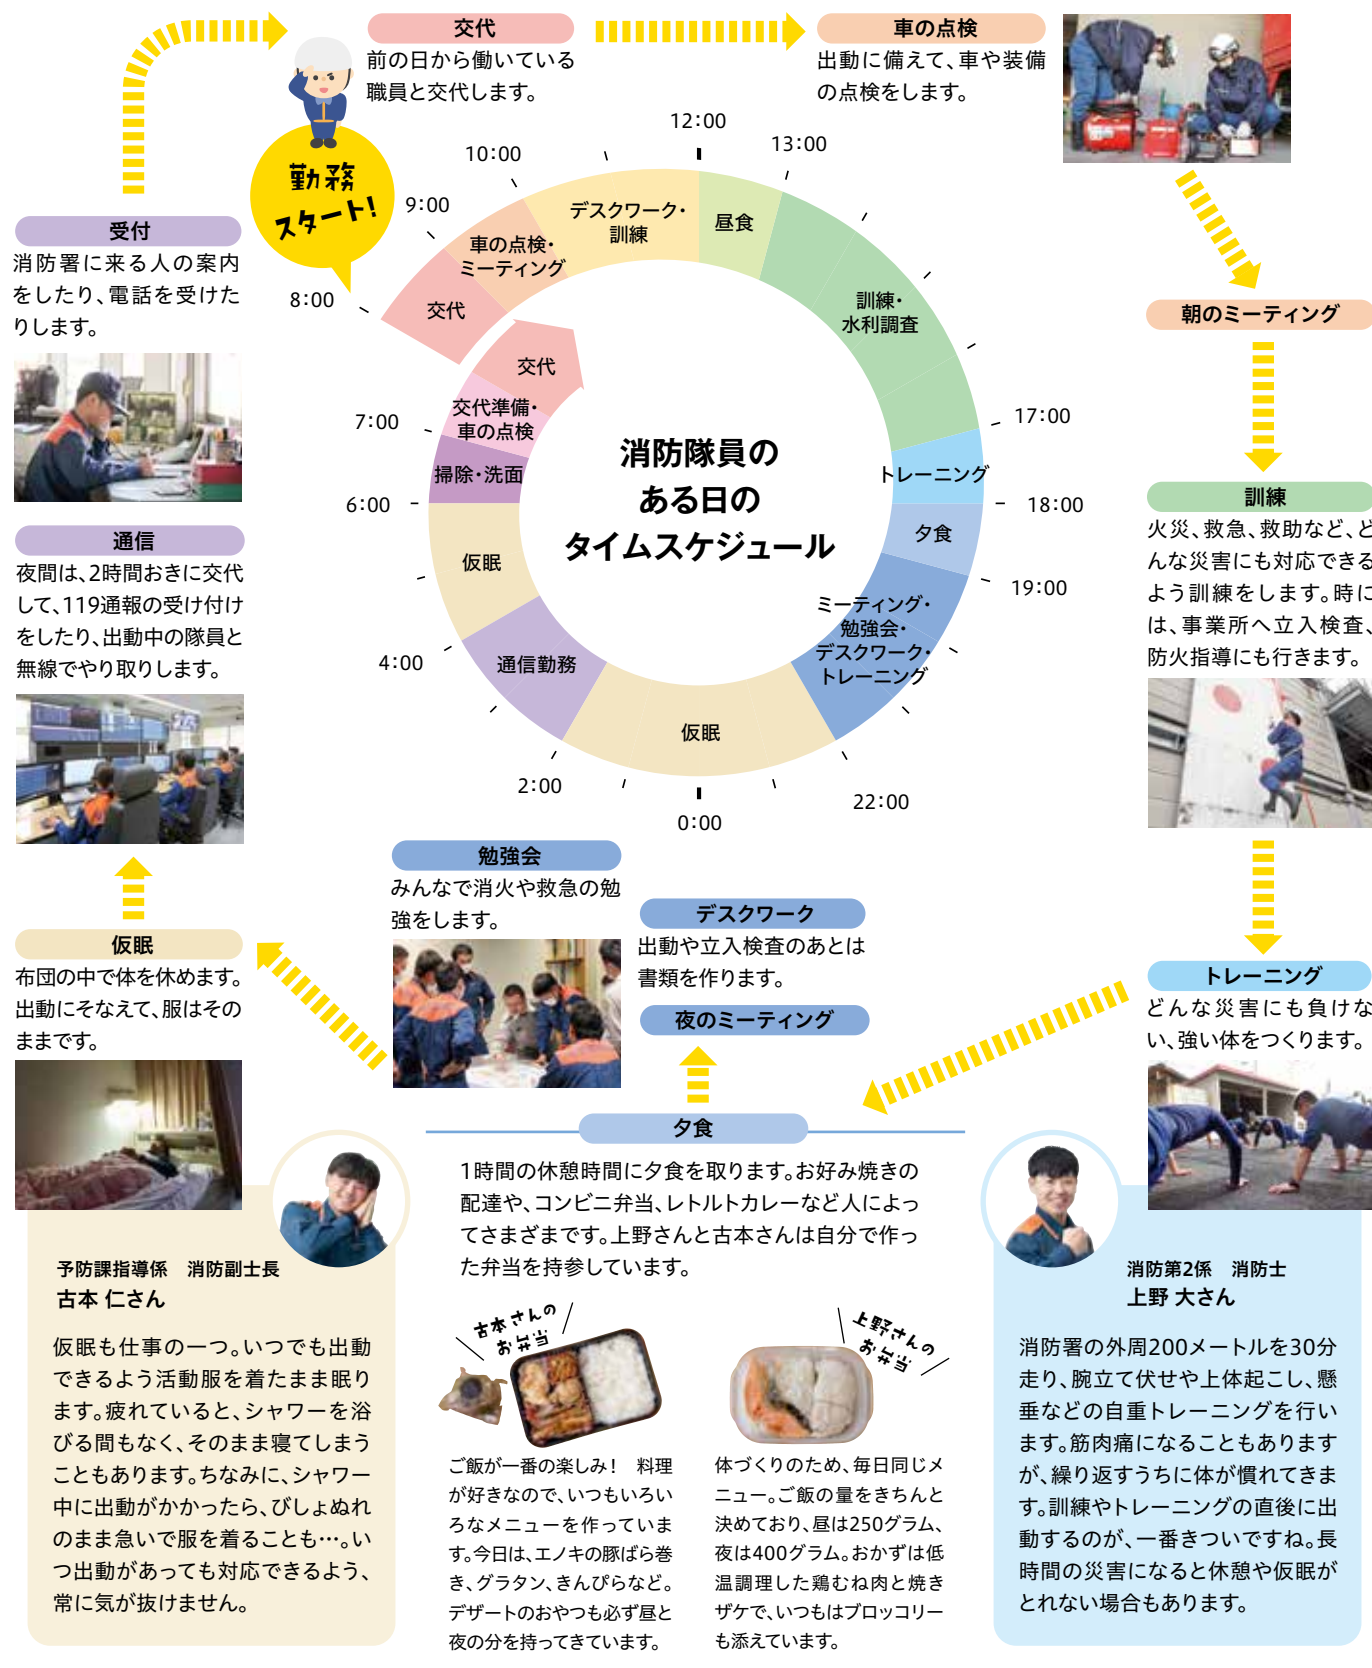 交代
前の日から働いている
職員と交代します。
車の点検
出動に備えて、車や装備
の点検をします。
勤務
スタート!
朝のミーティング
訓練
火災、救急、救助など、ど
んな災害にも対応できる
よう訓練をします。時に
は、事業所へ立入検査、
防火指導にも行きます。
トレーニング
どんな災害にも負けな
い、強い体をつくります。
受付
消防署に来る人の案内
をしたり、電話を受けた
りします。
通信
夜間は、2時間おきに交代
して、119通報の受け付け
をしたり、出動中の隊員と
無線でやり取りします。
仮眠
布団の中で体を休めます。
出動にそなえて、服はその
ままです。
消防隊員の
ある日の
タイムスケジュール
8:00
交代
9:00
車の点検・
ミーティング
10:00
デスクワーク・
訓練
12:00
昼食
13:00
訓練・
水利調査
17:00
トレーニング
18:00
夕食
19:00
ミーティング・
勉強会・
デスクワーク・
トレーニング
22:00
仮眠
0:00
2:00
通信勤務
4:00
仮眠
6:00
掃除・洗面
7:00
交代準備・
車の点検
交代
勉強会
みんなで消火や救急の勉
強をします。
デスクワーク
出動や立入検査のあとは
書類を作ります。
夜のミーティング
夕食
1時間の休憩時間に夕食を取ります。お好み焼きの
配達や、コンビニ弁当、レトルトカレーなど人によっ
てさまざまです。上野さんと古本さんは自分で作っ
た弁当を持参しています。
古本さんの
お弁当
ご飯が一番の楽しみ! 料理
が好きなので、いつもいろい
ろなメニューを作っていま
す。今日は、エノキの豚ばら巻
き、グラタン、きんぴらなど。
デザートのおやつも必ず昼と
夜の分を持ってきています。
上野さんの
お弁当
体づくりのため、毎日同じメ
ニュー。ご飯の量をきちんと
決めており、昼は250グラム、
夜は400グラム。おかずは低
温調理した鶏むね肉と焼き
ザケで、いつもはブロッコリー
も添えています。
予防課指導係 消防副士長
古本 仁さん
仮眠も仕事の一つ。いつでも出動
できるよう活動服を着たまま眠り
ます。疲れていると、シャワーを浴
びる間もなく、そのまま寝てしまう
こともあります。ちなみに、シャワー
中に出動がかかったら、びしょぬれ
のまま急いで服を着ることも…。い
つ出動があっても対応できるよう、
常に気が抜けません。
消防第2係 消防士
上野 大さん
消防署の外周200メートルを30分
走り、腕立て伏せや上体起こし、懸
垂などの自重トレーニングを行い
ます。筋肉痛になることもあります
が、繰り返すうちに体が慣れてきま
す。訓練やトレーニングの直後に出
動するのが、一番きついですね。長
時間の災害になると休憩や仮眠が
とれない場合もあります。